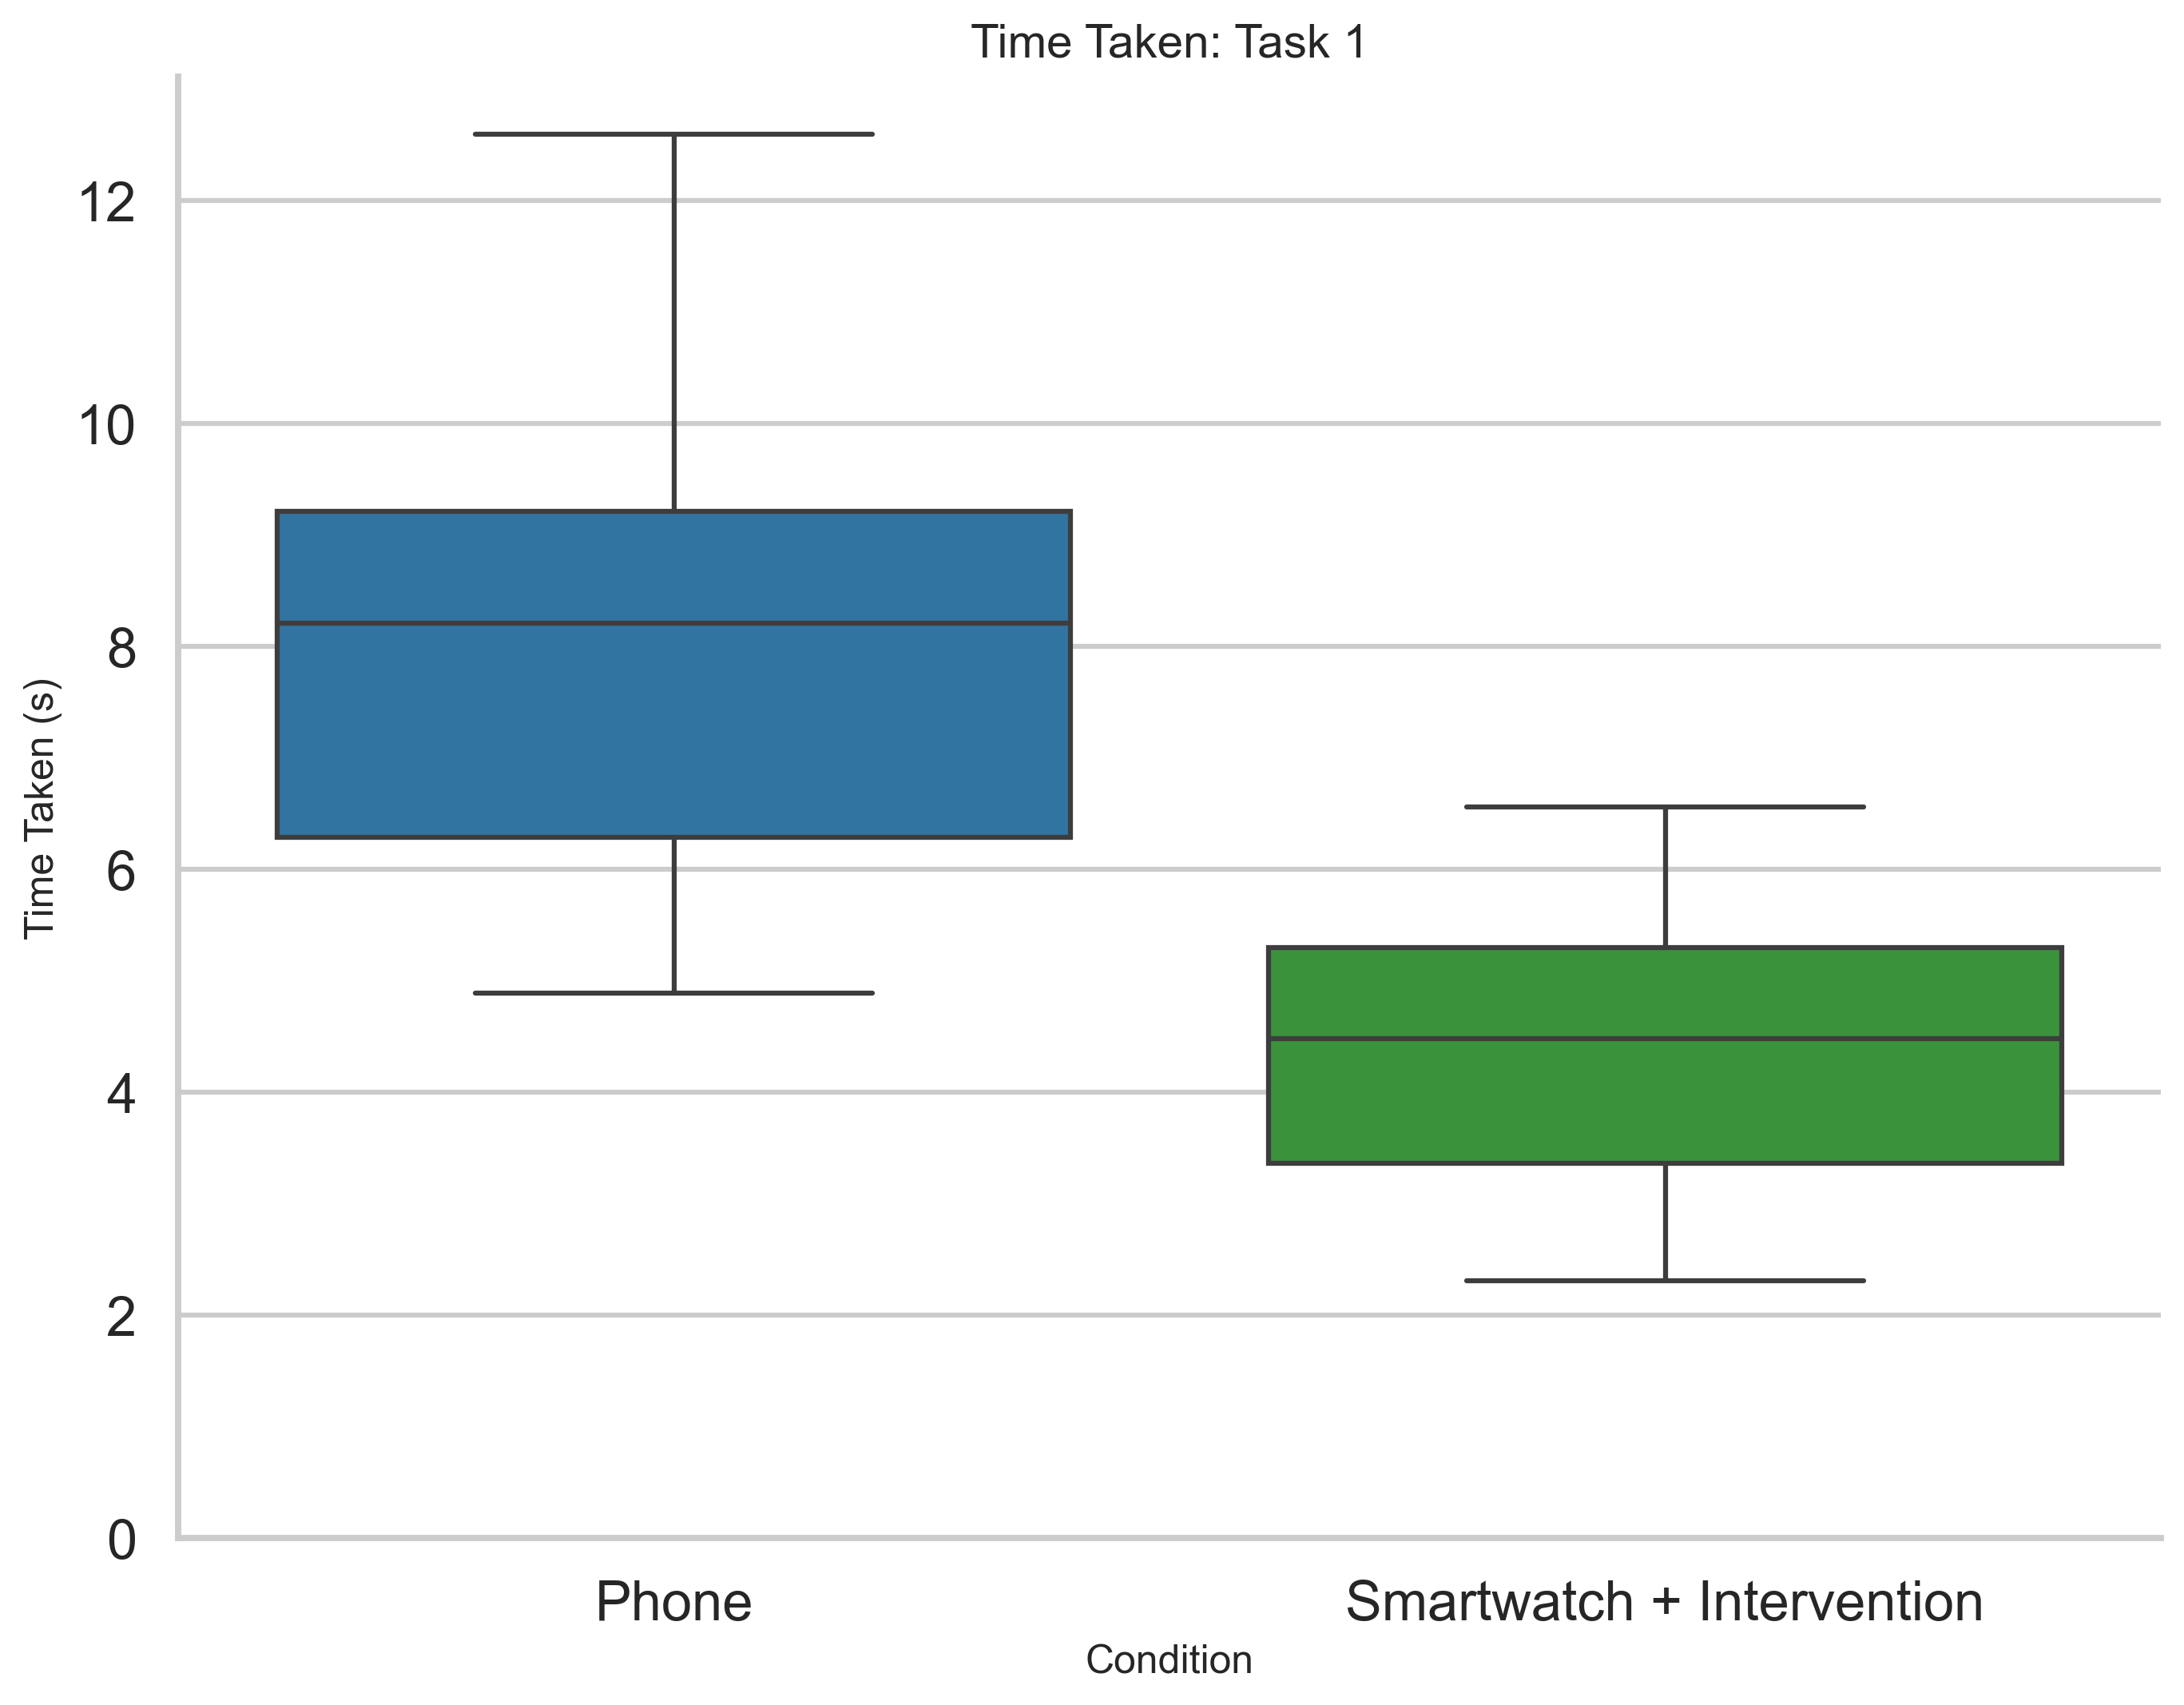 Time Taken: Task 1
12
10
8
6
4
2
0
Time Taken (s)
Phone
Smartwatch + Intervention
Condition